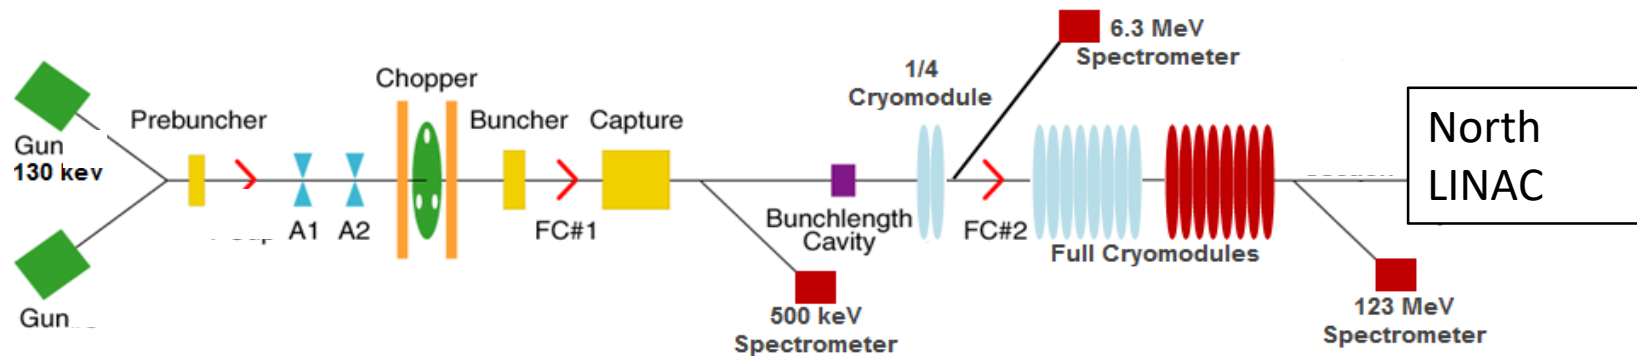 6.3 MeV
Spectrometer
1/4
Cryomodule
Chopper
Prebuncher
Buncher
Capture
North
LINAC
Gun
130 kev
A1
A2
FC#1
Bunchlength
Cavity
FC#2
Full Cryomodules
Gun
500 keV
Spectrometer
123 MeV
Spectrometer